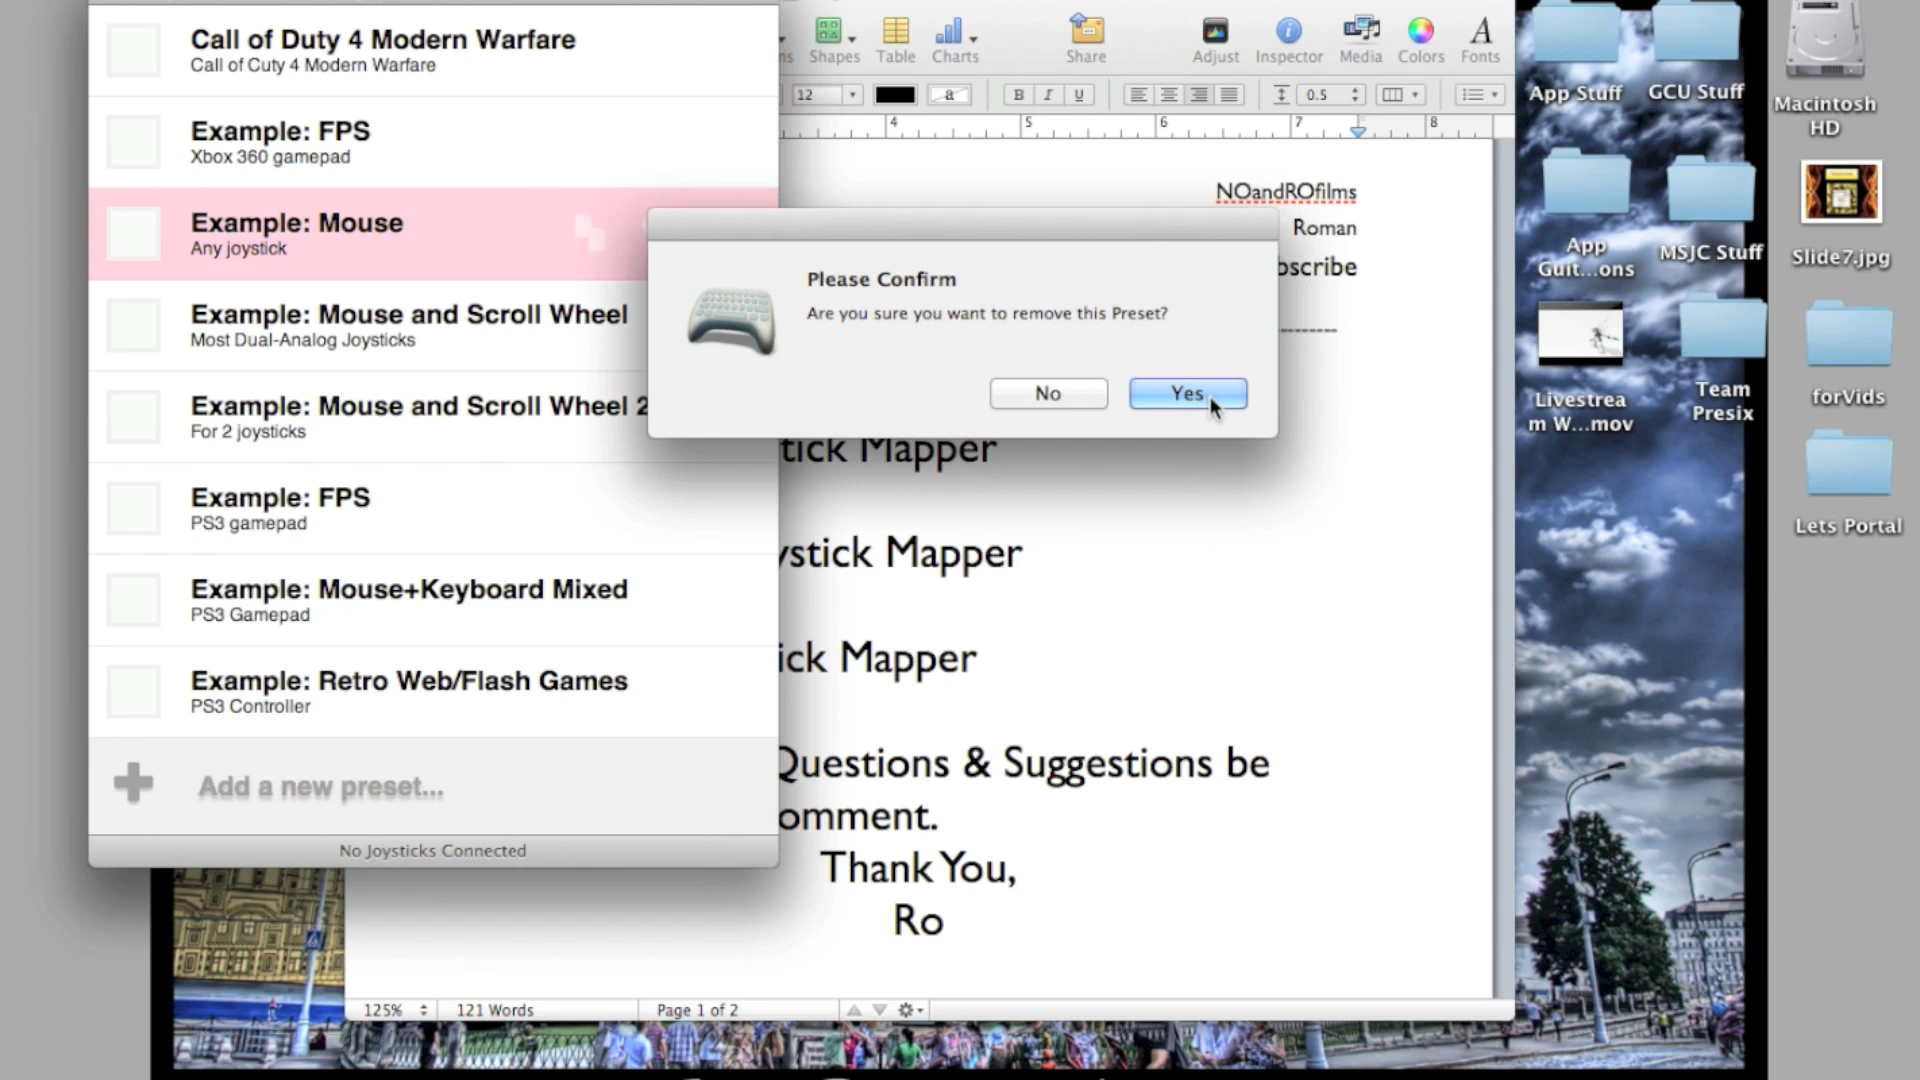 Call of Duty 4 Modern Warfare
Call of Cuty 4 Modern Warfare
Example: FPS
Xbox 360 gamepad
Example: Mouse
Any joystick
Example: Mouse and Scroll Wheel
Most Dual-Analog Joysticks
Example: Mouse and Scroll Wheel 2
For 2 joysticks
Example: FPS
PS3 gamepad
Example: Mouse+Keyboard Mixed
PS3 Gamepad
Example: Retro Web/Flash Games
PS3 Controller
Add a new preset...
No Joysticks Connected
Shapes Table Charts Share Adjust Inspector Media Colors Fonts
12 a B I U 0.5
4 5 6 7 8
NOandROfilms
Roman
bscribe
Please Confirm
Are you sure you want to remove this Preset?
No Yes
tick Mapper
ystick Mapper
ick Mapper
Questions & Suggestions be
omment.
Thank You,
Ro
125% 121 Words Page 1 of 2
App Stuff
GCU Stuff
Macintosh
HD
App
Guit...ons
MSJC Stuff
Slide7.jpg
Livestrea
m W...mov
Team
Presix
forVids
Lets Portal